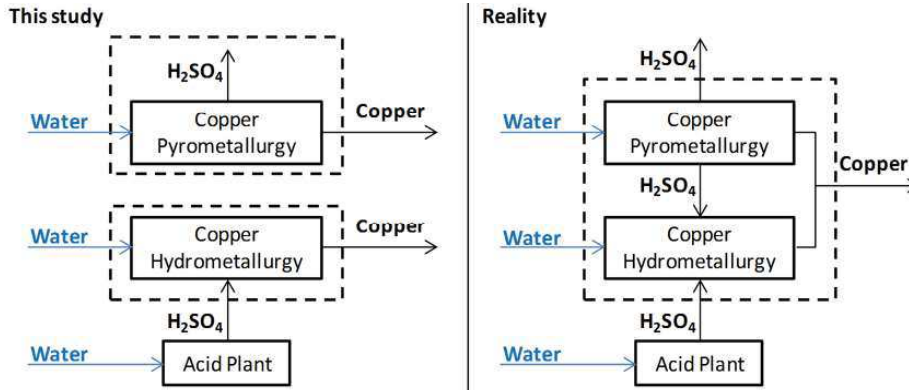 This study
H₂SO₄
Water
Copper
Pyrometallurgy
Copper
Water
Copper
Hydrometallurgy
Copper
H₂SO₄
Water
Acid Plant
Reality
H₂SO₄
Water
Copper
Pyrometallurgy
H₂SO₄
Copper
Water
Copper
Hydrometallurgy
H₂SO₄
Water
Acid Plant